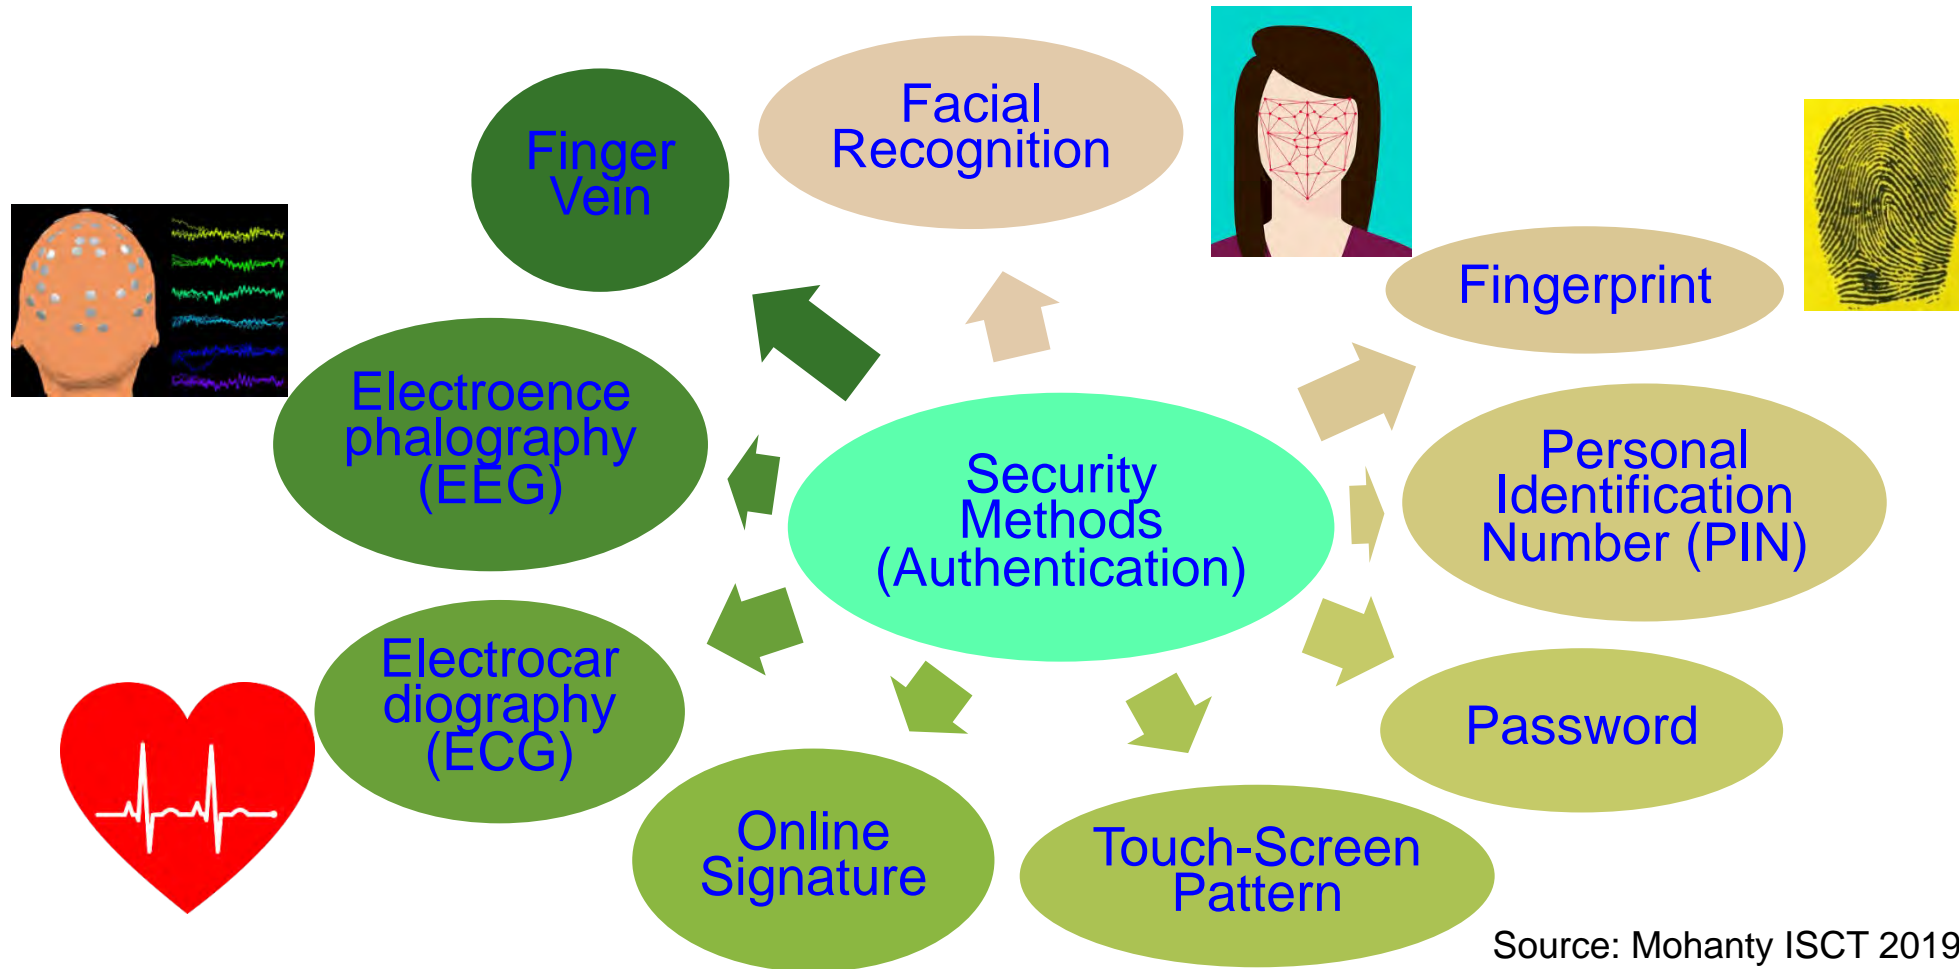 Facial
Recognition
Finger
Vein
Fingerprint
Electroence
phalography
(EEG)
Security
Methods
(Authentication)
Personal
Identification
Number (PIN)
Electrocar
diography
(ECG)
Password
Online
Signature
Touch-Screen
Pattern
Source: Mohanty ISCT 2019